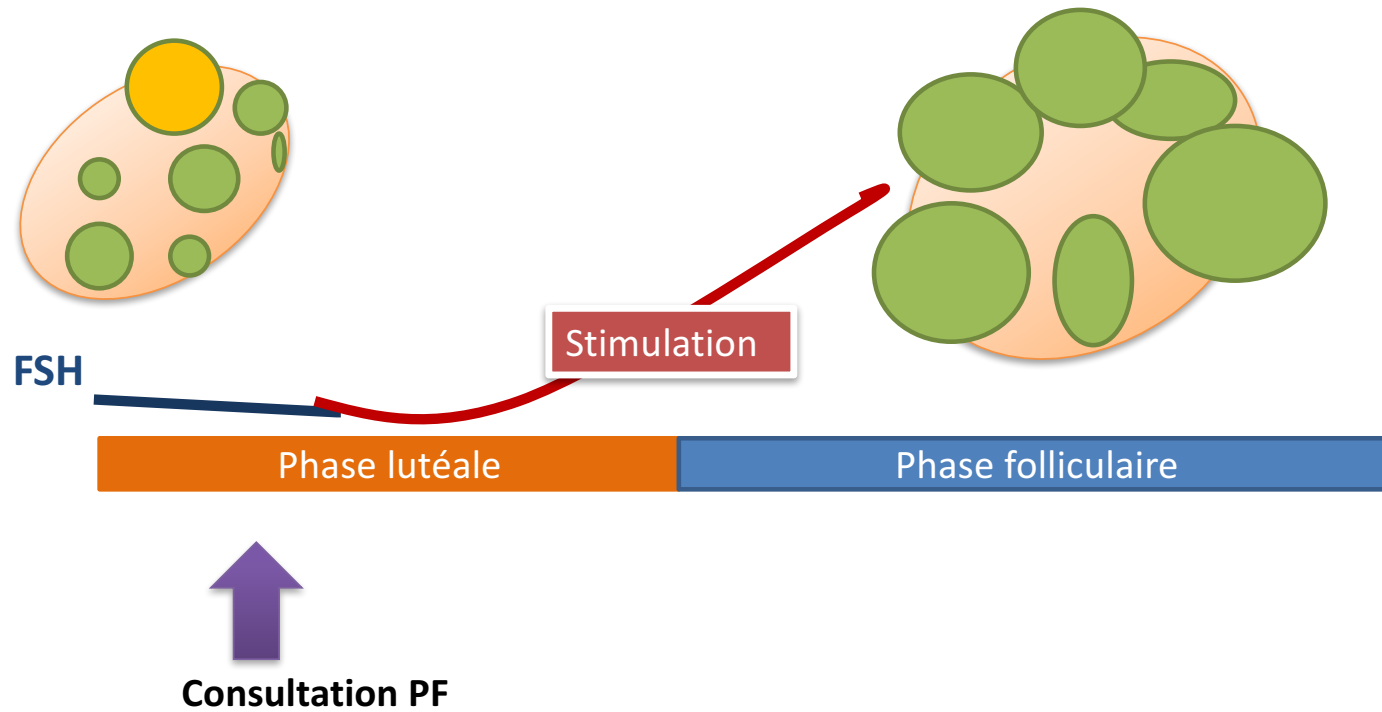 Stimulation
FSH
Phase lutéale
Phase folliculaire
Consultation PF